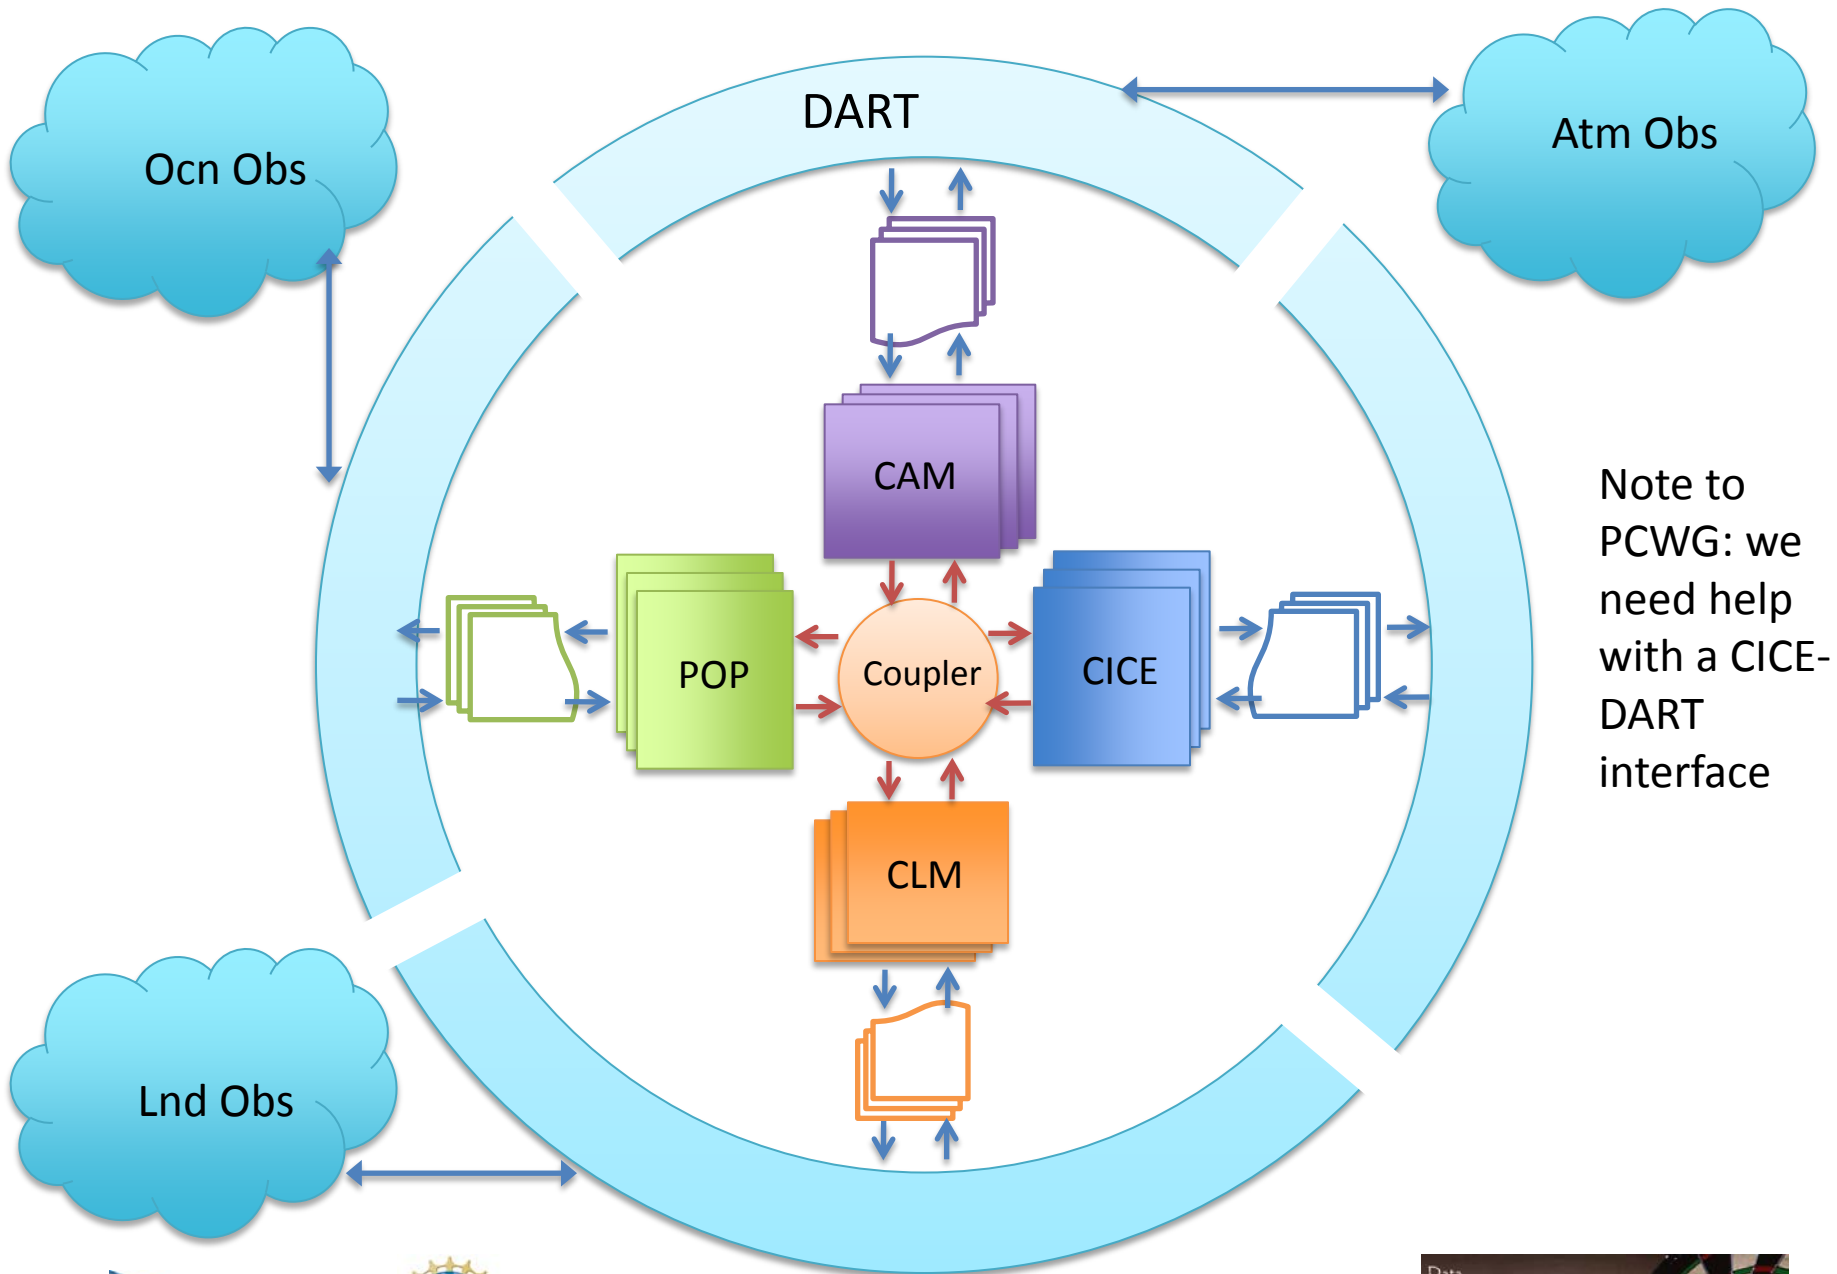 DART
Ocn Obs
Atm Obs
CAM
Note to
PCWG: we
need help
with a CICE-
DART
interface
POP
Coupler
CICE
CLM
Lnd Obs
Data